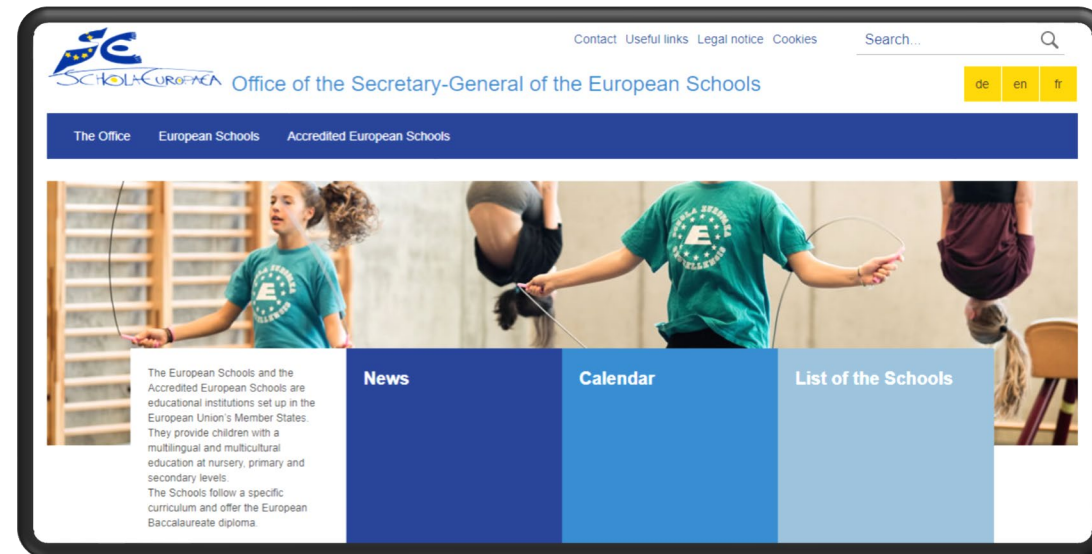 Contact Useful links Legal notice Cookies
Search...
SCHOLA EUROPAEA
Office of the Secretary-General of the European Schools
de en fr
The Office European Schools Accredited European Schools
The European Schools and the
Accredited European Schools are
educational institutions set up in the
European Union's Member States.
They provide children with a
multilingual and multicultural
education at nursery, primary and
secondary levels.
The Schools follow a specific
curriculum and offer the European
Baccalaureate diploma.
News
Calendar
List of the Schools